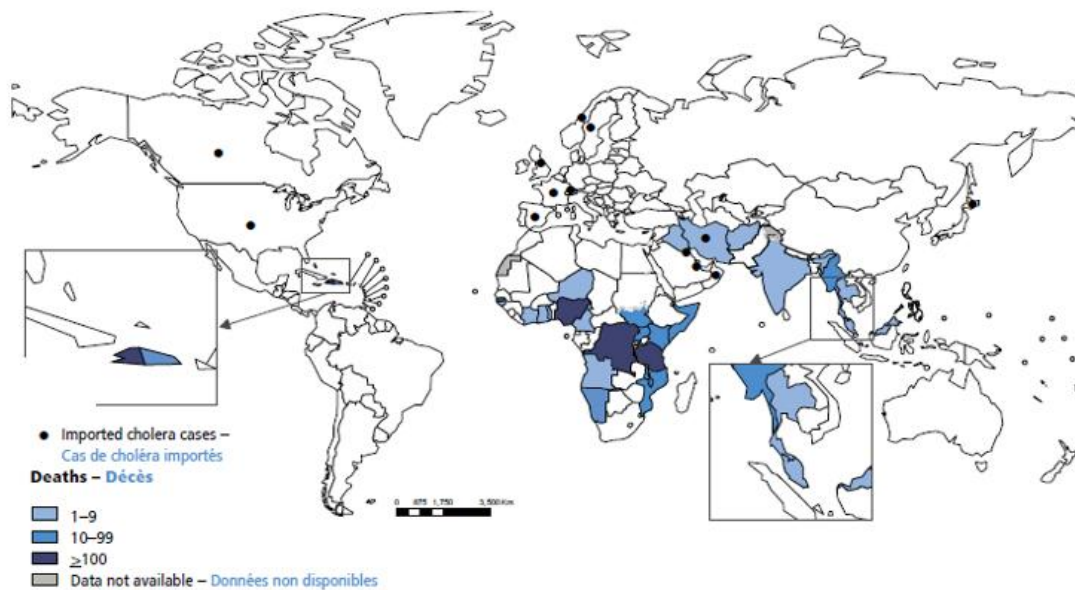 Imported cholera cases –
Cas de choléra importés
Deaths – Décès
1–9
10–99
≥100
Data not available – Données non disponibles
0 875 1,750 3,500 Km